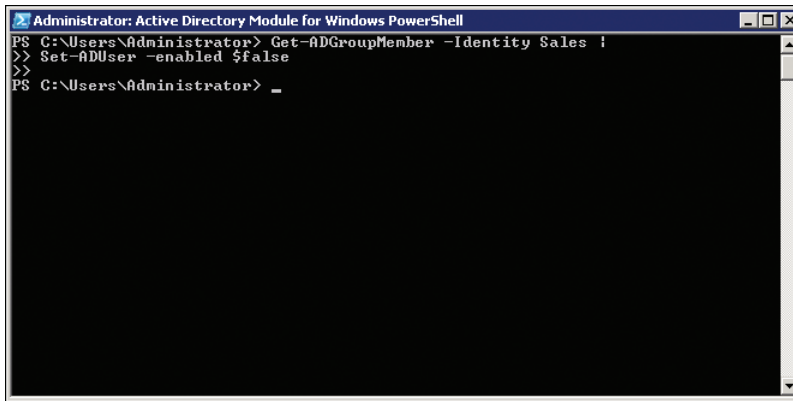 Administrator: Active Directory Module for Windows PowerShell
PS C:\Users\Administrator> Get-ADGroupMember -Identity Sales |
>> Set-ADUser -enabled $false
>>
PS C:\Users\Administrator> _